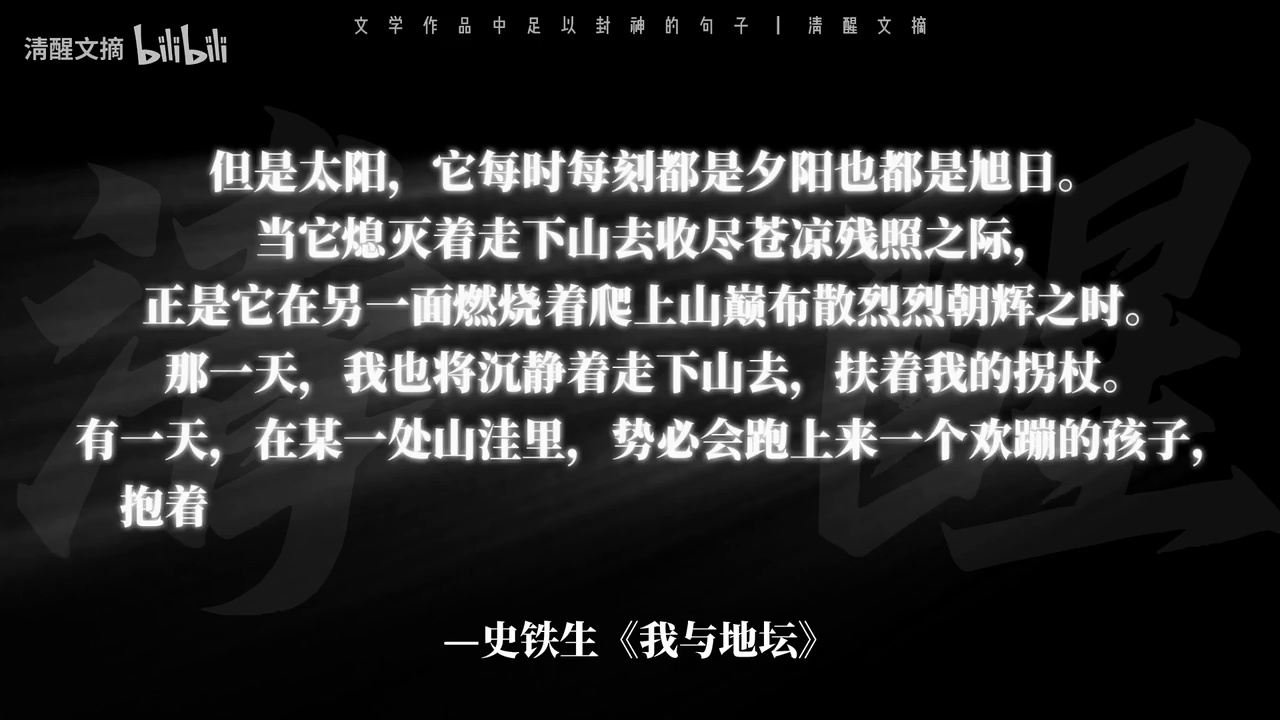 文学作品中足以封神的句子 | 清醒文摘
清醒文摘 bilibili
但是太阳，它每时每刻都是夕阳也都是旭日。
当它熄灭着走下山去收尽苍凉残照之际，
正是它在另一面燃烧着爬上山巅布散烈烈朝辉之时。
那一天，我也将沉静着走下山去，扶着我的拐杖。
有一天，在某一处山洼里，势必会跑上来一个欢蹦的孩子，
抱着
—史铁生《我与地坛》
清醒